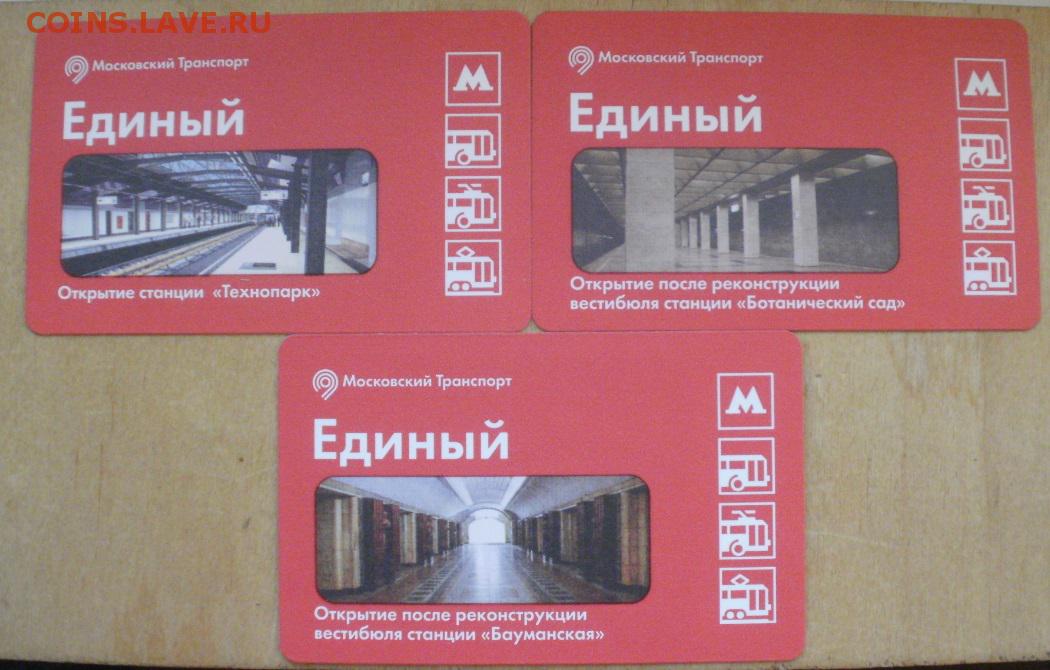 COINS.LAVE.RU
Московский Транспорт
Единый
Открытие станции «Технопарк»
Московский Транспорт
Единый
Открытие после реконструкции
вестибюля станции «Ботанический сад»
Московский Транспорт
Единый
Открытие после реконструкции
вестибюля станции «Бауманская»